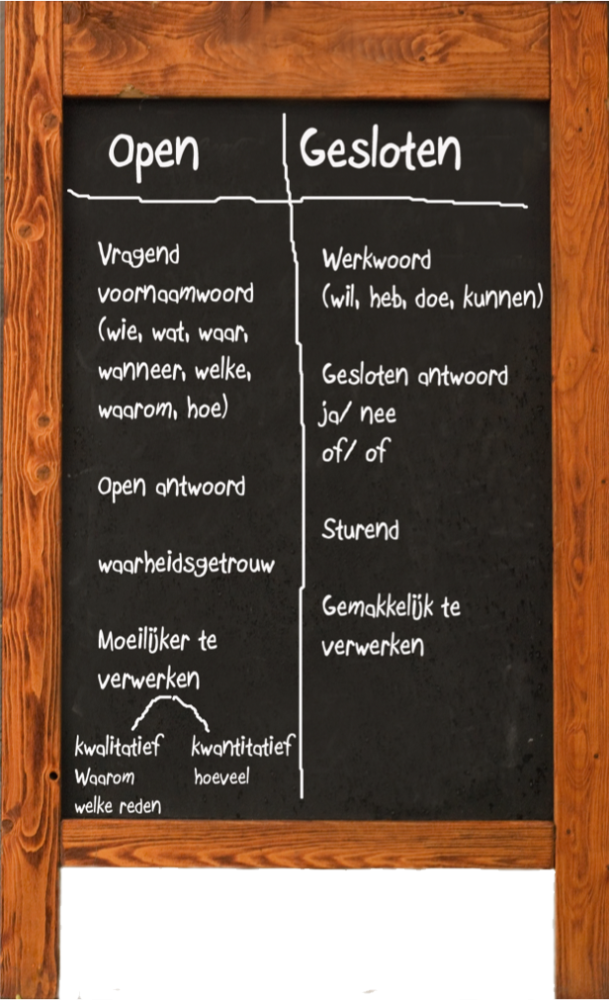 Open
Gesloten
Vragend
voornaamwoord
(wie, wat, waar,
wanneer, welke,
waarom, hoe)
Open antwoord
waarheidsgetrouw
Moeilijker te
verwerken
kwalitatief
Waarom
welke reden
kwantitatief
hoeveel
Werkwoord
(wil, heb, doe, kunnen)
Gesloten antwoord
ja/ nee
of/ of
Sturend
Gemakkelijk te
verwerken